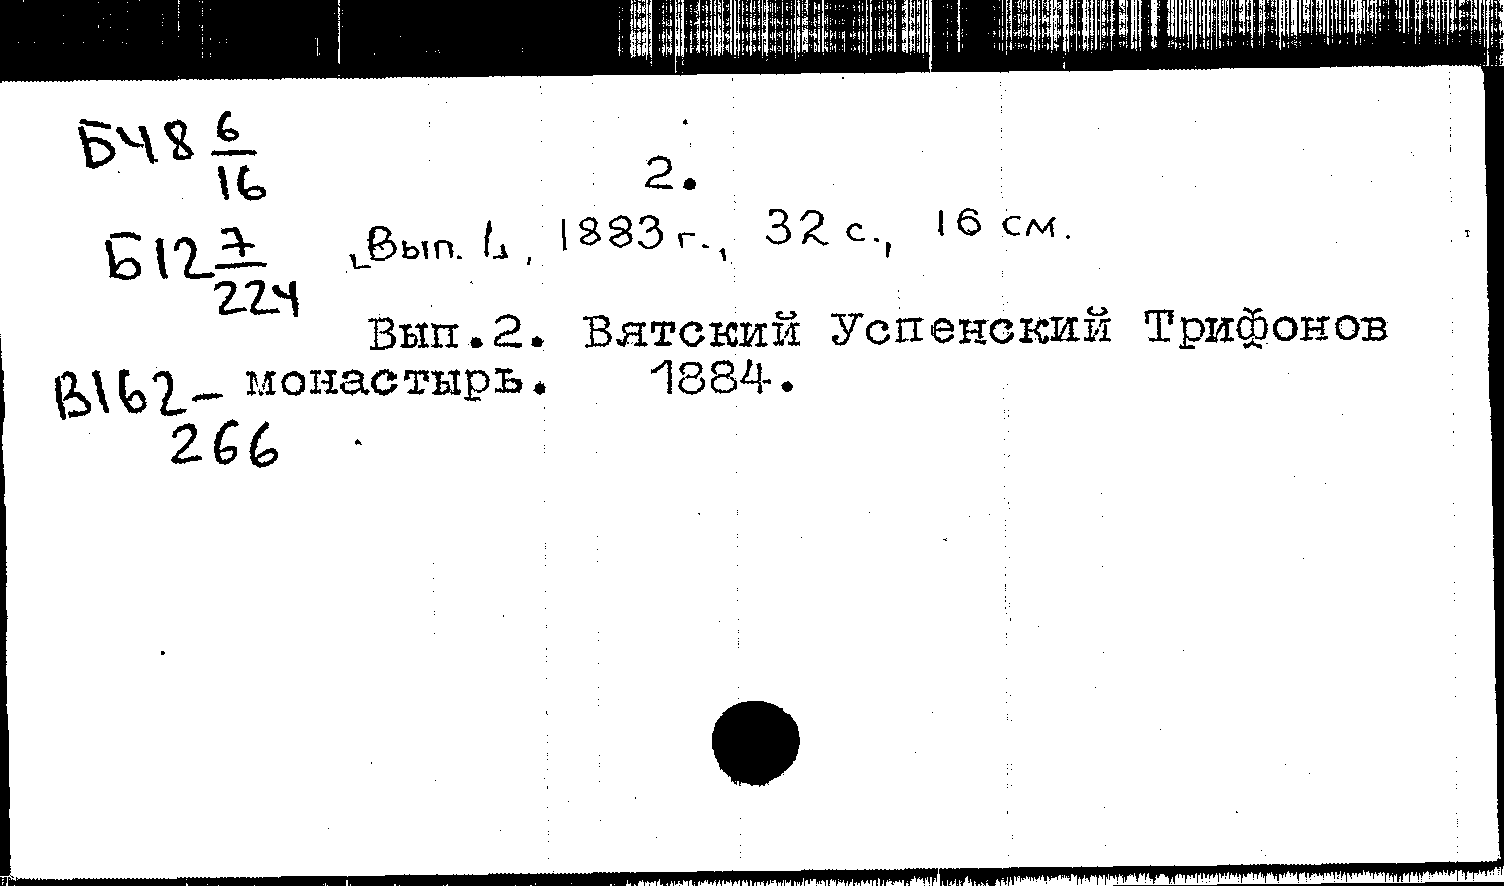 Б48 6/16
2.
Вып. 1, 1883 г., 32 с., 16 см.
Б12 7/224
Вып.2. Вятский Успенский Трифонов
монастырь. 1884.
В162-
266